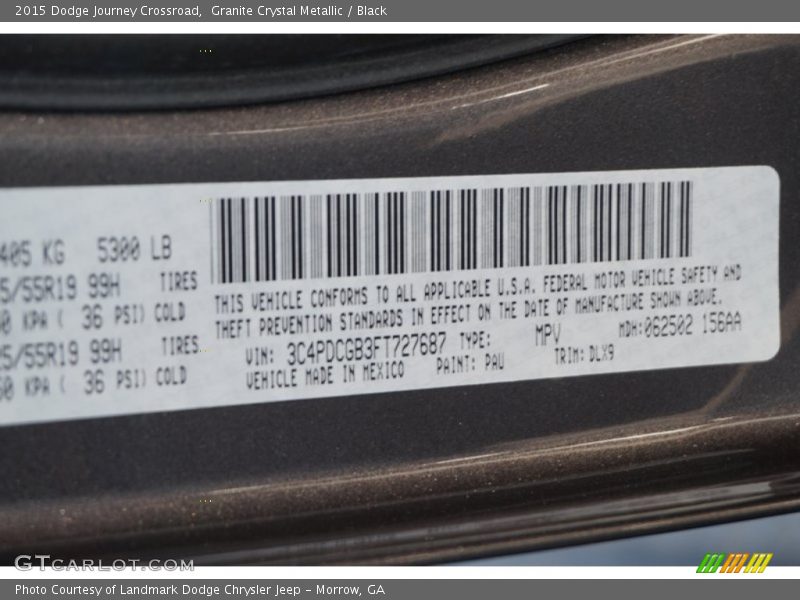 2015 Dodge Journey Crossroad,  Granite Crystal Metallic / Black
405 KG 5300 LB
5/55R19 99H TIRES
0 KPA ( 36 PSI) COLD
5/55R19 99H TIRES
60 KPA ( 36 PSI) COLD
THIS VEHICLE CONFORMS TO ALL APPLICABLE U.S.A. FEDERAL MOTOR VEHICLE SAFETY AND
THEFT PREVENTION STANDARDS IN EFFECT ON THE DATE OF MANUFACTURE SHOWN ABOVE.
VIN: 3C4PDCGB3FT727687 TYPE: MPV MDH:062502 156AA
VEHICLE MADE IN MEXICO PAINT: PAU TRIM: DLX9
GTCARLOT.COM
Photo Courtesy of Landmark Dodge Chrysler Jeep – Morrow, GA